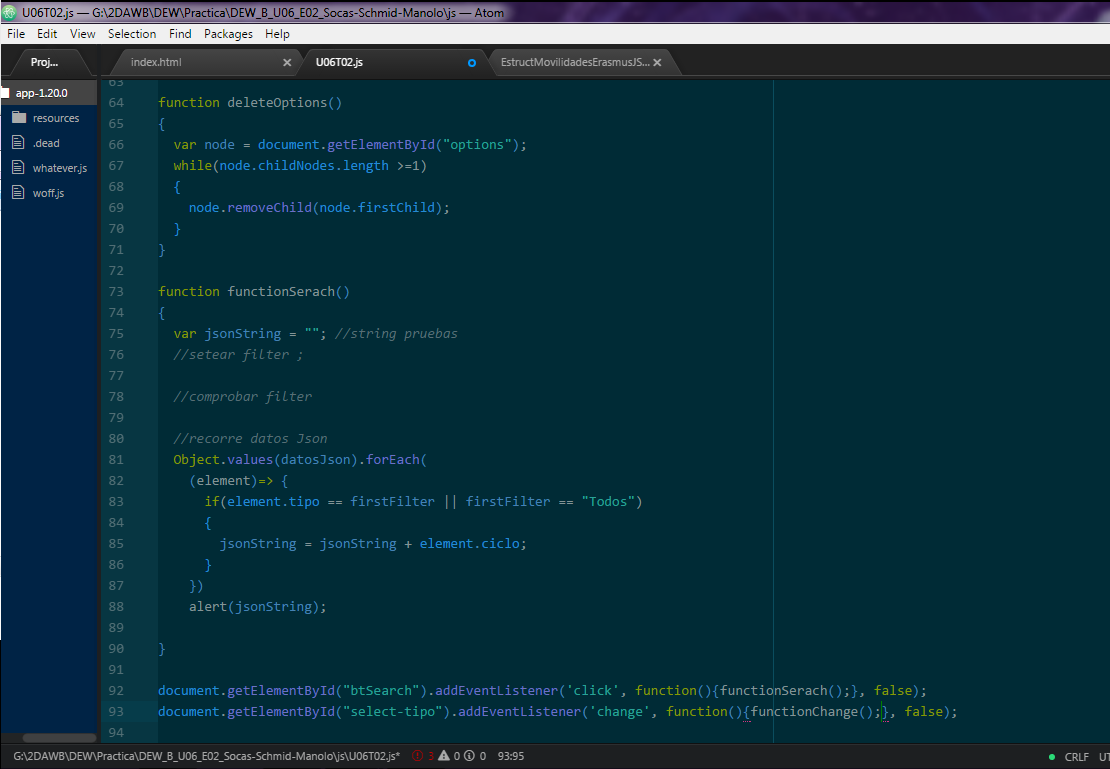 U06T02.js — G:\2DAWB\DEW\Practica\DEW_B_U06_E02_Socas-Schmid-Manolo\js — Atom
File Edit View Selection Find Packages Help
Proj... index.html U06T02.js EstructMovilidadesErasmusJS...
app-1.20.0
resources
.dead
whatever.js
woff.js
63
64 function deleteOptions()
65 {
66 var node = document.getElementById("options");
67 while(node.childNodes.length >=1)
68 {
69 node.removeChild(node.firstChild);
70 }
71 }
72
73 function functionSerach()
74 {
75 var jsonString = ""; //string pruebas
76 //setear filter ;
77
78 //comprobar filter
79
80 //recorre datos Json
81 Object.values(datosJson).forEach(
82 (element)=> {
83 if(element.tipo == firstFilter || firstFilter == "Todos")
84 {
85 jsonString = jsonString + element.ciclo;
86 }
87 })
88 alert(jsonString);
89
90 }
91
92 document.getElementById("btSearch").addEventListener('click', function(){functionSerach();}, false);
93 document.getElementById("select-tipo").addEventListener('change', function(){functionChange();}, false);
94
G:\2DAWB\DEW\Practica\DEW_B_U06_E02_Socas-Schmid-Manolo\js\U06T02.js* 3 0 0 93:95 CRLF UT